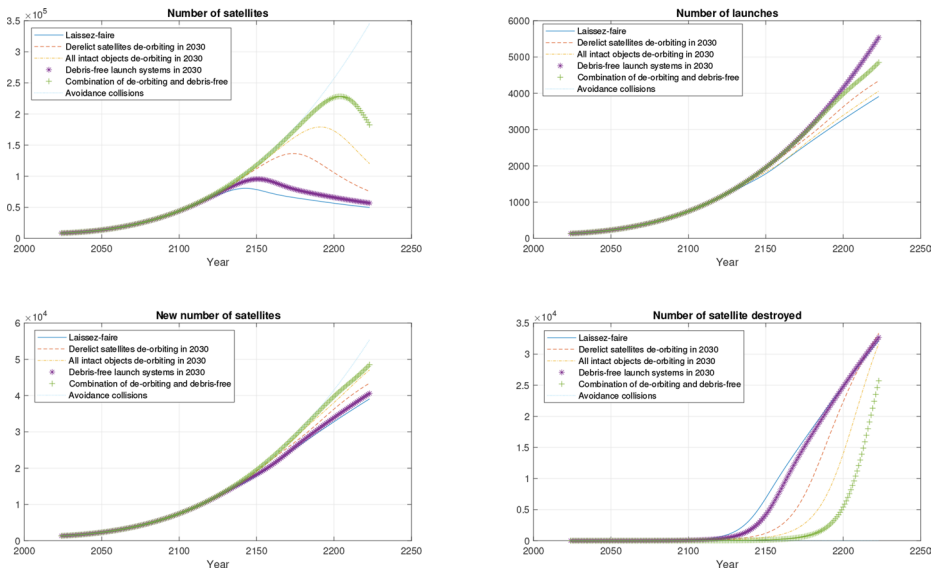 Number of satellites
×10⁵
3.5
3
2.5
2
1.5
1
0.5
0
2000
2050
2100
2150
2200
2250
Year
Laissez-faire
Derelict satellites de-orbiting in 2030
All intact objects de-orbiting in 2030
Debris-free launch systems in 2030
Combination of de-orbiting and debris-free
Avoidance collisions
Number of launches
6000
5000
4000
3000
2000
1000
0
2000
2050
2100
2150
2200
2250
Year
Laissez-faire
Derelict satellites de-orbiting in 2030
All intact objects de-orbiting in 2030
Debris-free launch systems in 2030
Combination of de-orbiting and debris-free
Avoidance collisions
New number of satellites
×10⁴
6
5
4
3
2
1
0
2000
2050
2100
2150
2200
2250
Year
Laissez-faire
Derelict satellites de-orbiting in 2030
All intact objects de-orbiting in 2030
Debris-free launch systems in 2030
Combination of de-orbiting and debris-free
Avoidance collisions
Number of satellite destroyed
×10⁴
3.5
3
2.5
2
1.5
1
0.5
0
2000
2050
2100
2150
2200
2250
Year
Laissez-faire
Derelict satellites de-orbiting in 2030
All intact objects de-orbiting in 2030
Debris-free launch systems in 2030
Combination of de-orbiting and debris-free
Avoidance collisions